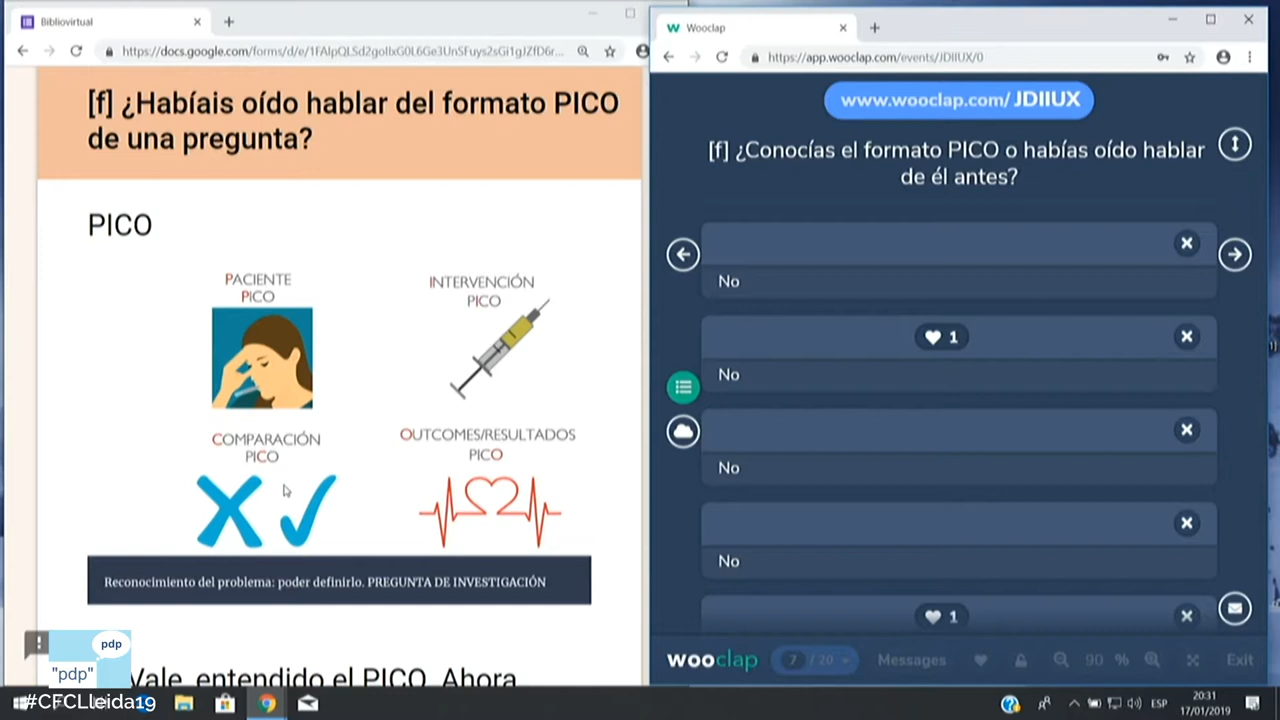 Bibliovirtual
https://docs.google.com/forms/d/e/1FAIpQLSd2goIlxG0L6Ge3UnSFuys2sGi1gJZfD6r...
[f] ¿Habíais oído hablar del formato PICO
de una pregunta?
PICO
PACIENTE
PICO
INTERVENCIÓN
PICO
COMPARACIÓN
PICO
OUTCOMES/RESULTADOS
PICO
Reconocimiento del problema: poder definirlo. PREGUNTA DE INVESTIGACIÓN
Vale, entendido el PICO. Ahora
pdp
"pdp"
#CFCLleida19
Wooclap
https://app.wooclap.com/events/JDIIUX/0
www.wooclap.com/ JDIIUX
[f] ¿Conocías el formato PICO o habías oído hablar
de él antes?
No
1
No
No
No
1
wooclap
7 / 20
Messages
90 %
Exit
ESP
20:31
17/01/2019